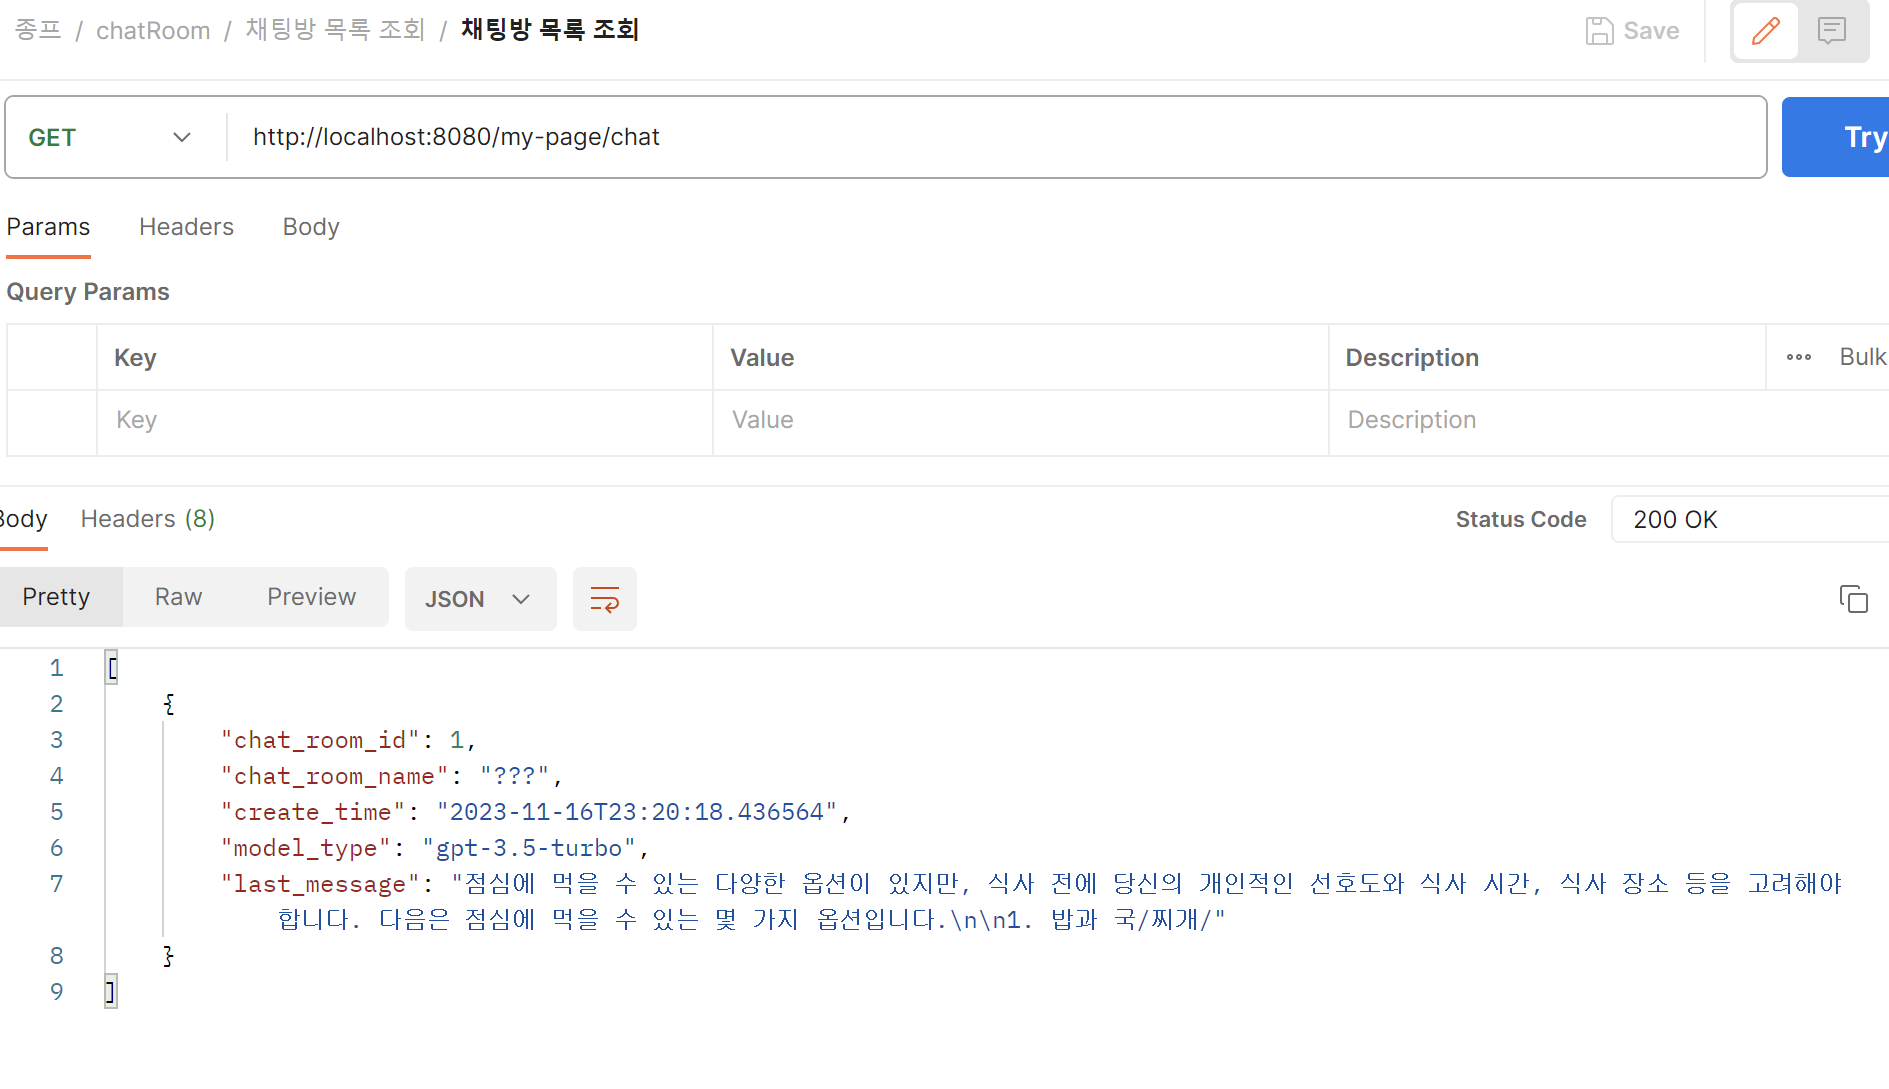 종프 / chatRoom / 채팅방 목록 조회 / 채팅방 목록 조회
Save
GET
http://localhost:8080/my-page/chat
Try
Params Headers Body
Query Params
Key Value Description Bulk
Key Value Description
Body Headers (8) Status Code 200 OK
Pretty Raw Preview JSON
1 [
2 {
3 "chat_room_id": 1,
4 "chat_room_name": "???",
5 "create_time": "2023-11-16T23:20:18.436564",
6 "model_type": "gpt-3.5-turbo",
7 "last_message": "점심에 먹을 수 있는 다양한 옵션이 있지만, 식사 전에 당신의 개인적인 선호도와 식사 시간, 식사 장소 등을 고려해야
합니다. 다음은 점심에 먹을 수 있는 몇 가지 옵션입니다.\n\n1. 밥과 국/찌개/"
8 }
9 ]